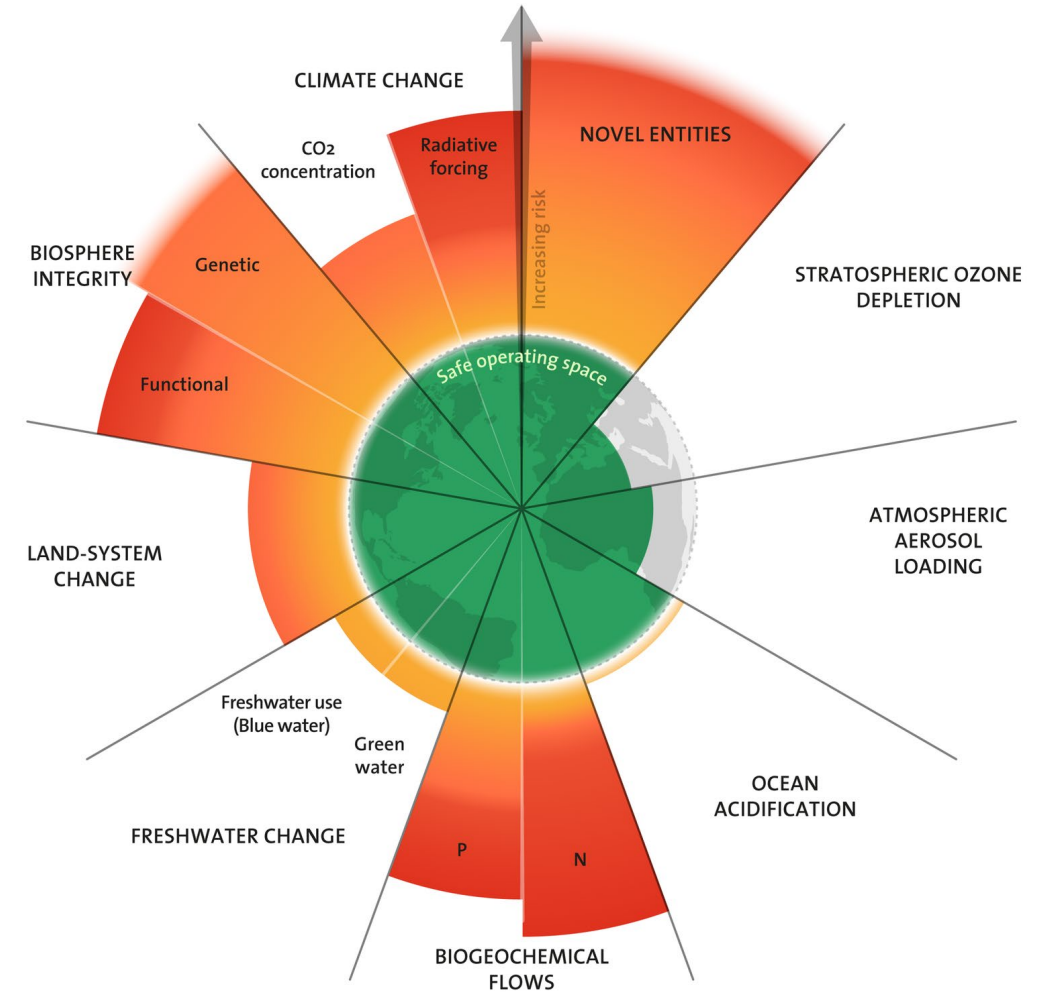 CLIMATE CHANGE
CO2
concentration
Radiative
forcing
Increasing risk
NOVEL ENTITIES
STRATOSPHERIC OZONE
DEPLETION
ATMOSPHERIC
AEROSOL
LOADING
OCEAN
ACIDIFICATION
BIOGEOCHEMICAL
FLOWS
P
N
FRESHWATER CHANGE
Freshwater use
(Blue water)
Green
water
LAND-SYSTEM
CHANGE
BIOSPHERE
INTEGRITY
Genetic
Functional
Safe operating space